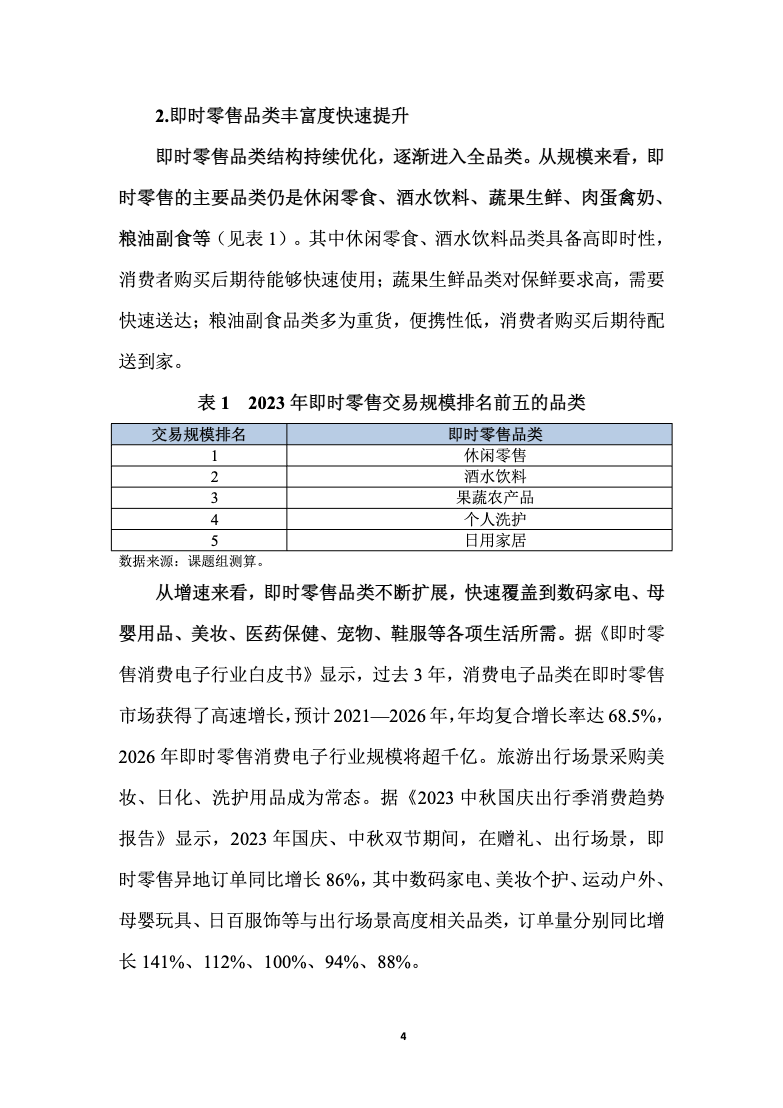 2.即时零售品类丰富度快速提升
即时零售品类结构持续优化，逐渐进入全品类。从规模来看，即
时零售的主要品类仍是休闲零食、酒水饮料、蔬果生鲜、肉蛋禽奶、
粮油副食等（见表 1）。其中休闲零食、酒水饮料品类具备高即时性，
消费者购买后期待能够快速使用；蔬果生鲜品类对保鲜要求高，需要
快速送达；粮油副食品类多为重货，便携性低，消费者购买后期待配
送到家。
表 1　2023 年即时零售交易规模排名前五的品类
交易规模排名 即时零售品类
1 休闲零售
2 酒水饮料
3 果蔬农产品
4 个人洗护
5 日用家居
数据来源：课题组测算。
从增速来看，即时零售品类不断扩展，快速覆盖到数码家电、母
婴用品、美妆、医药保健、宠物、鞋服等各项生活所需。据《即时零
售消费电子行业白皮书》显示，过去 3 年，消费电子品类在即时零售
市场获得了高速增长，预计 2021—2026 年，年均复合增长率达 68.5%，
2026 年即时零售消费电子行业规模将超千亿。旅游出行场景采购美
妆、日化、洗护用品成为常态。据《2023 中秋国庆出行季消费趋势
报告》显示，2023 年国庆、中秋双节期间，在赠礼、出行场景，即
时零售异地订单同比增长 86%，其中数码家电、美妆个护、运动户外、
母婴玩具、日百服饰等与出行场景高度相关品类，订单量分别同比增
长 141%、112%、100%、94%、88%。
4